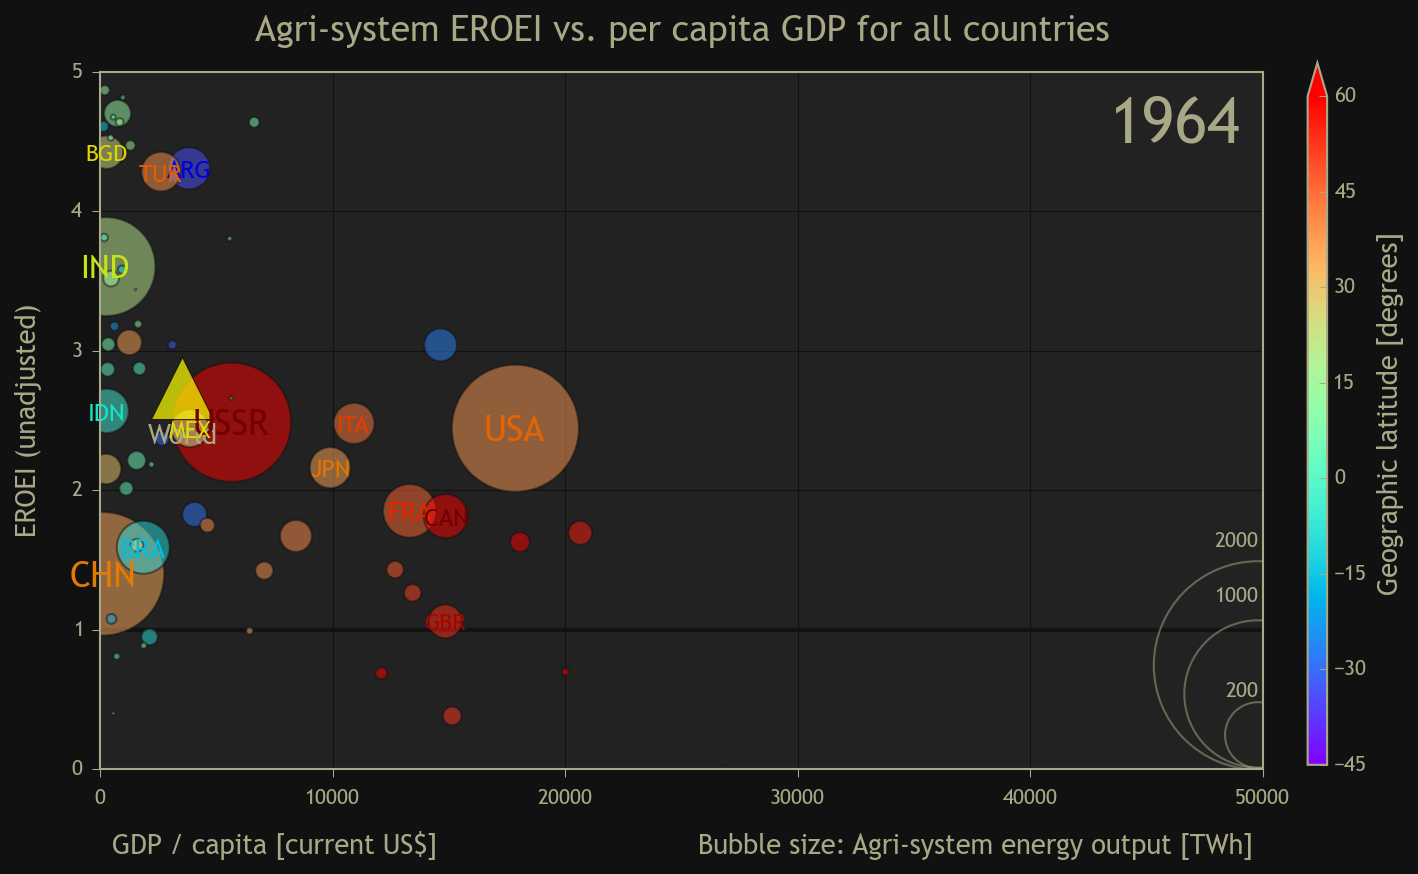 Agri-system EROEI vs. per capita GDP for all countries
1964
EROEI (unadjusted)
5
4
3
2
1
0
BGD
TUR
ARG
IND
IDN
USSR
World
MEX
ITA
USA
JPN
FRA
CAN
BRA
CHN
GBR
2000
1000
200
0
10000
20000
30000
40000
50000
GDP / capita [current US$]
Bubble size: Agri-system energy output [TWh]
60
45
30
15
0
−15
−30
−45
Geographic latitude [degrees]